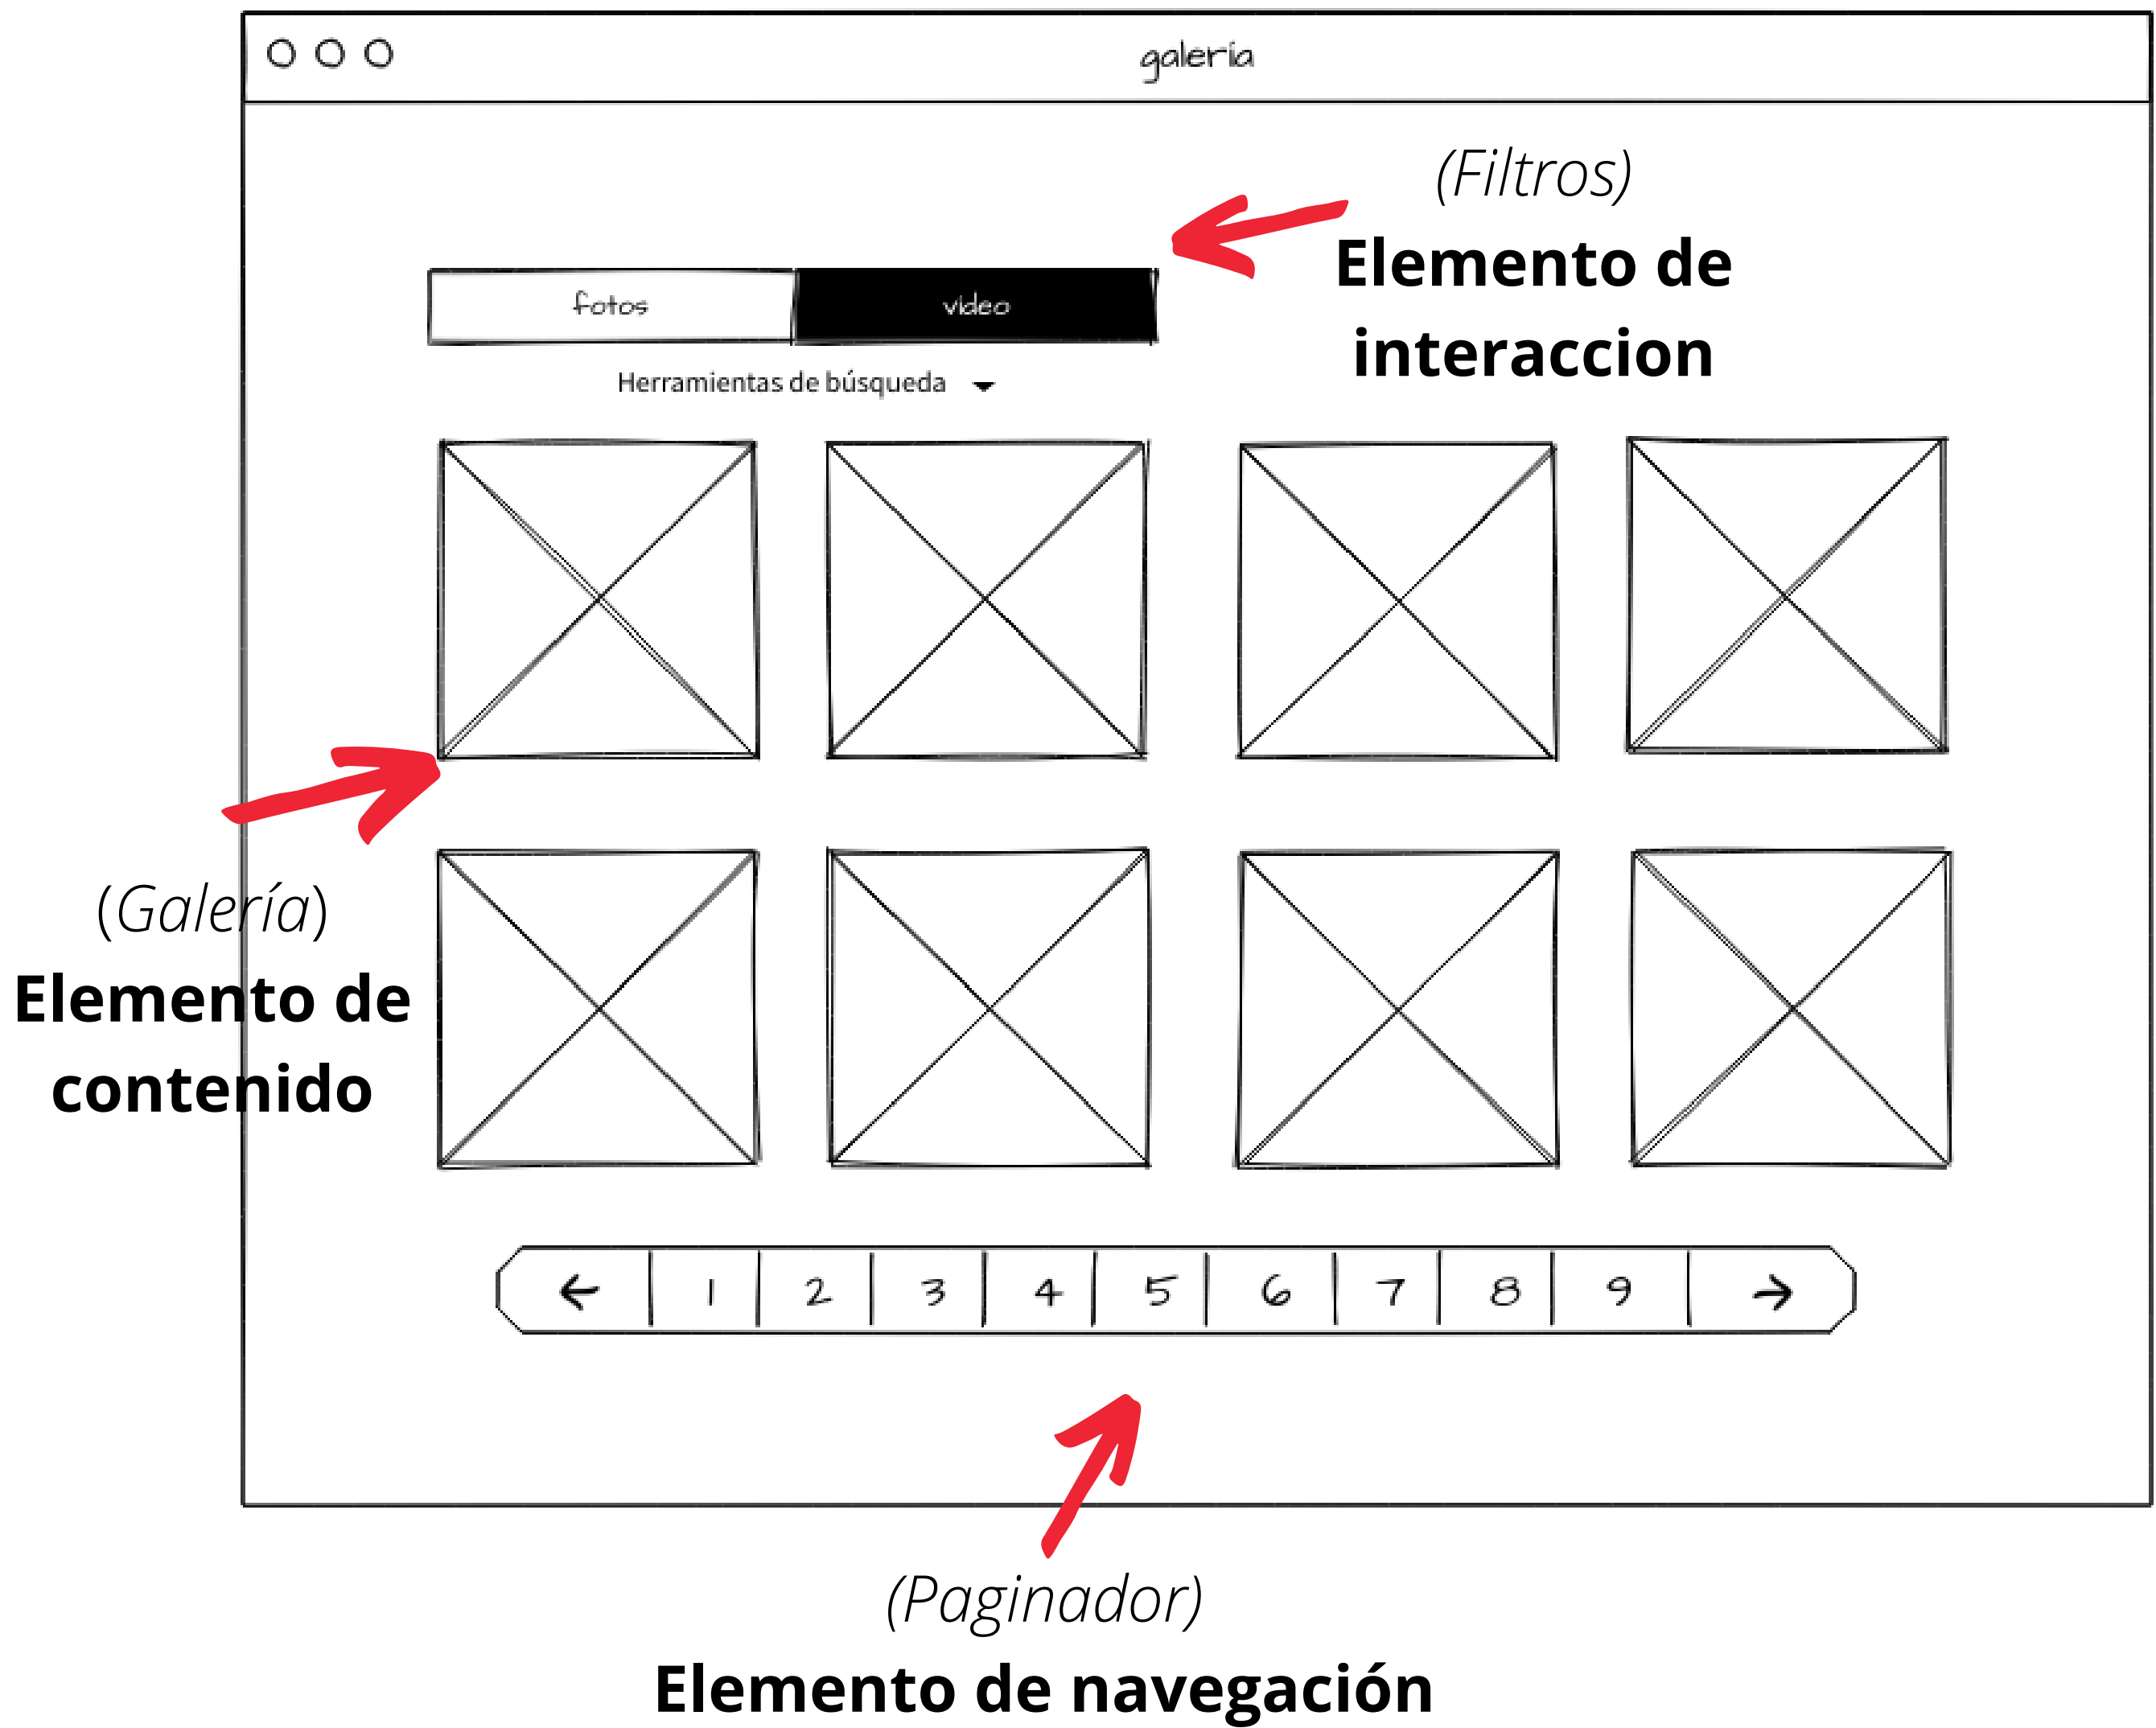 galería
(Filtros)
Elemento de
interaccion
fotos
video
Herramientas de búsqueda
(Galería)
Elemento de
contenido
1 2 3 4 5 6 7 8 9
(Paginador)
Elemento de navegación